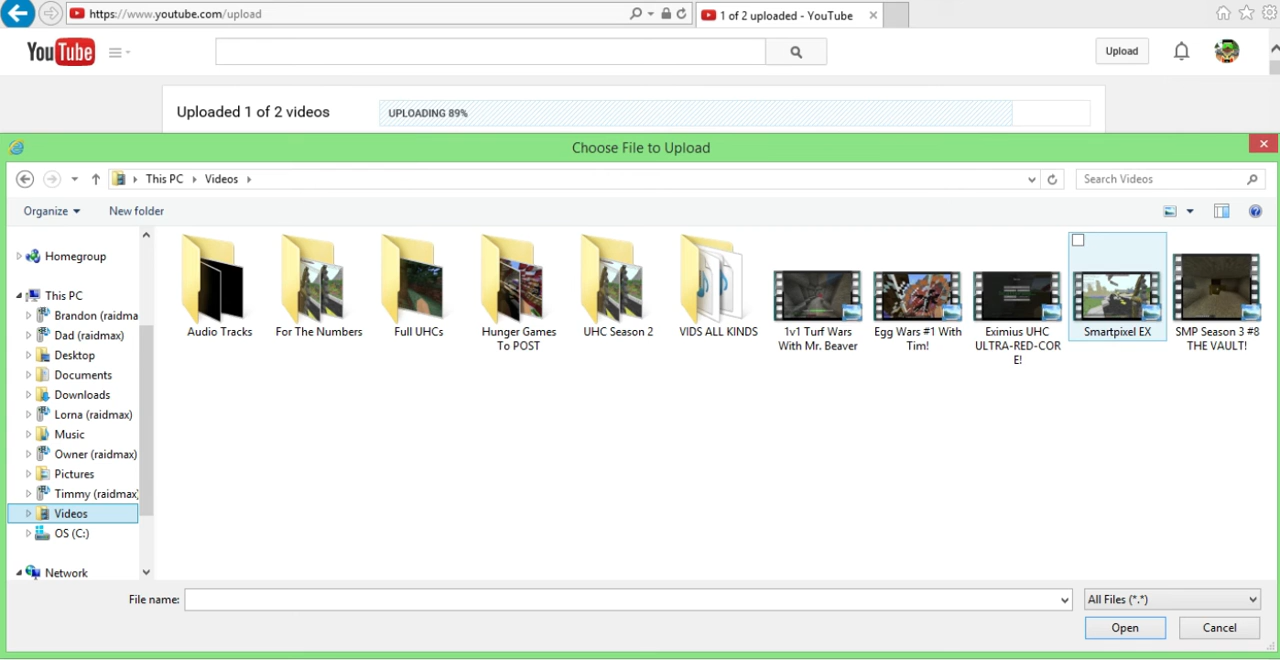 https://www.youtube.com/upload
1 of 2 uploaded - YouTube
YouTube
Upload
Uploaded 1 of 2 videos
UPLOADING 89%
Choose File to Upload
This PC
Videos
Search Videos
Organize
New folder
Homegroup
This PC
Brandon (raidma
Dad (raidmax)
Desktop
Documents
Downloads
Lorna (raidmax)
Music
Owner (raidmax)
Pictures
Timmy (raidmax)
Videos
OS (C:)
Network
Audio Tracks
For The Numbers
Full UHCs
Hunger Games
To POST
UHC Season 2
VIDS ALL KINDS
1v1 Turf Wars
With Mr. Beaver
Egg Wars #1 With
Tim!
Eximius UHC
ULTRA-RED-COR
E!
Smartpixel EX
SMP Season 3 #8
THE VAULT!
File name:
All Files (*.*)
Open
Cancel